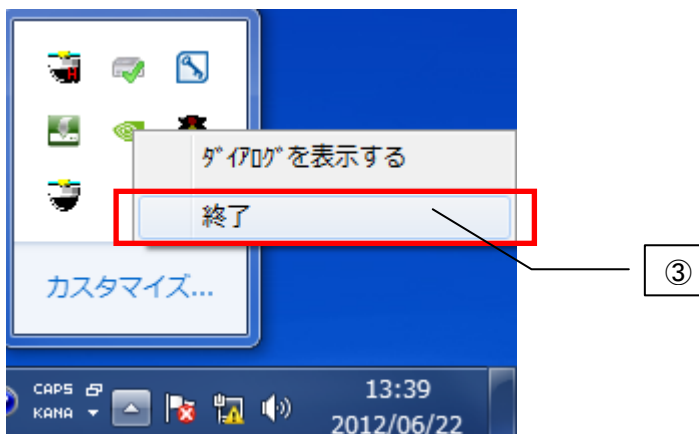 ﾀﾞｲｱﾛｸﾞを表示する
終了
③
カスタマイズ...
CAPS
KANA
13:39
2012/06/22